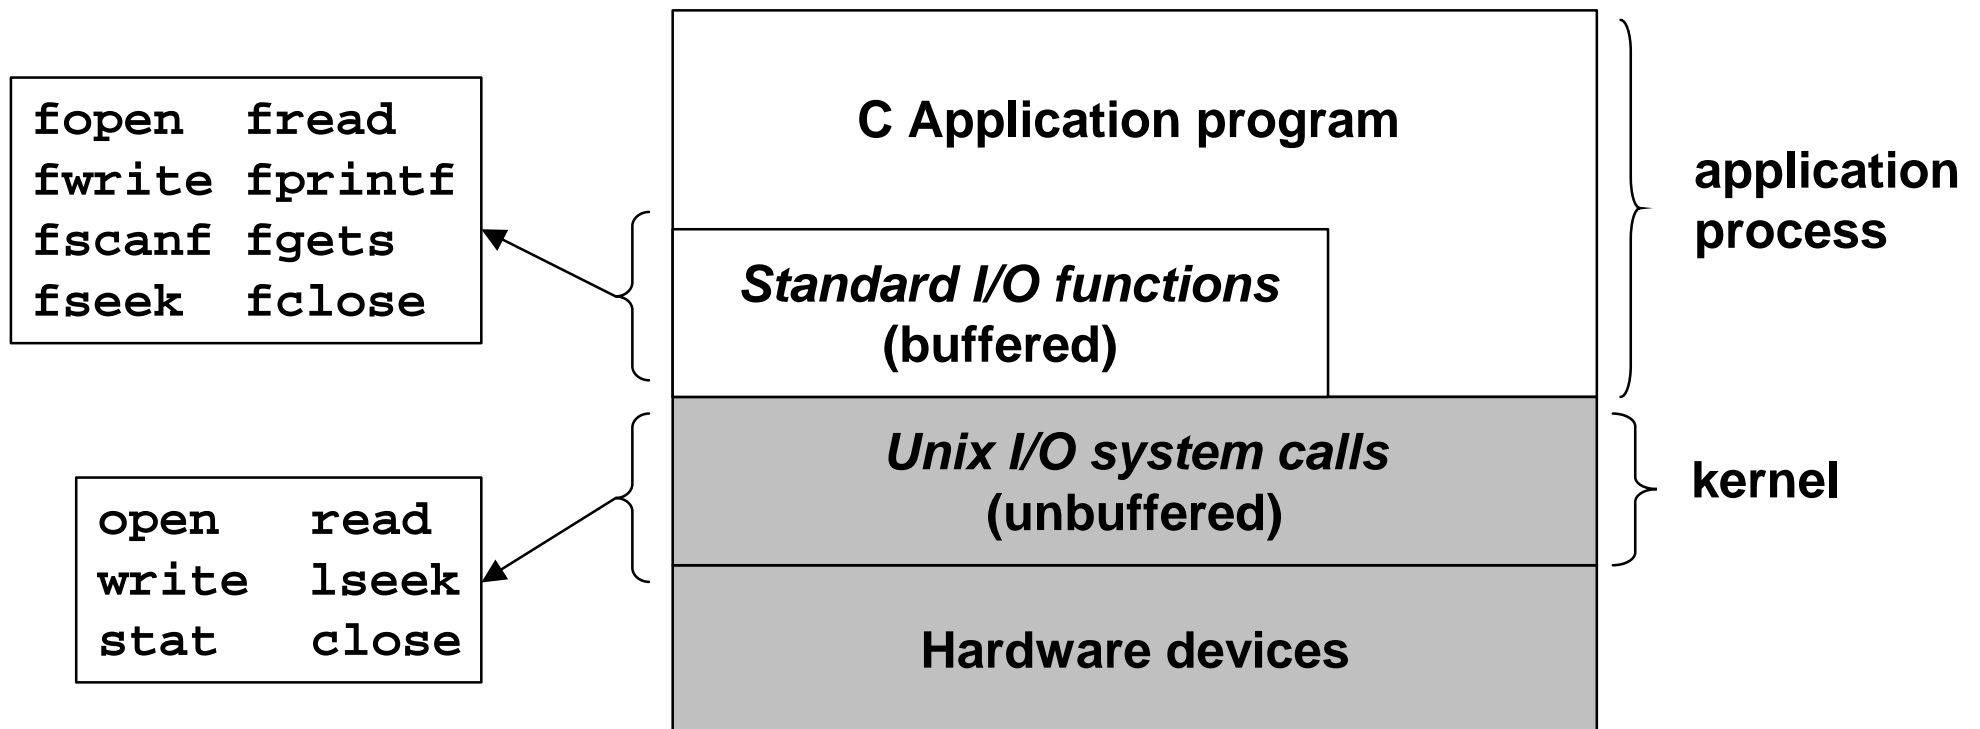 fopen fread
fwrite fprintf
fscanf fgets
fseek fclose
open read
write lseek
stat close
C Application program
Standard I/O functions
(buffered)
Unix I/O system calls
(unbuffered)
Hardware devices
application
process
kernel